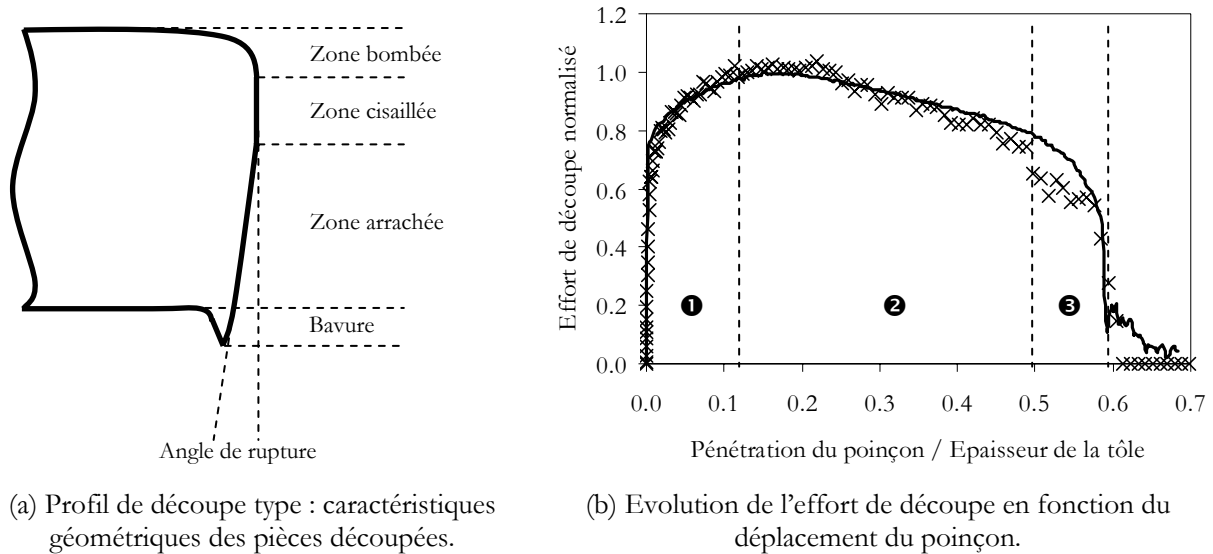 Zone bombée
Zone cisaillée
Zone arrachée
Bavure
Angle de rupture
(a) Profil de découpe type : caractéristiques
géométriques des pièces découpées.
Effort de découpe normalisé
1.2
1.0
0.8
0.6
0.4
0.2
0.0
❶
❷
❸
0.0 0.1 0.2 0.3 0.4 0.5 0.6 0.7
Pénétration du poinçon / Epaisseur de la tôle
(b) Evolution de l'effort de découpe en fonction du
déplacement du poinçon.